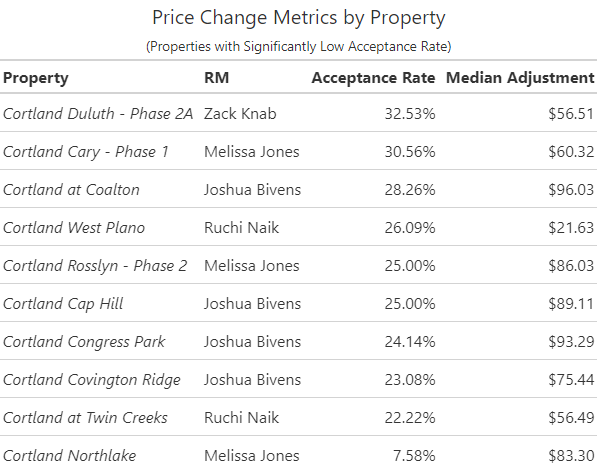 Price Change Metrics by Property
(Properties with Significantly Low Acceptance Rate)
Property RM Acceptance Rate Median Adjustment
Cortland Duluth - Phase 2A Zack Knab 32.53% $56.51
Cortland Cary - Phase 1 Melissa Jones 30.56% $60.32
Cortland at Coalton Joshua Bivens 28.26% $96.03
Cortland West Plano Ruchi Naik 26.09% $21.63
Cortland Rosslyn - Phase 2 Melissa Jones 25.00% $86.03
Cortland Cap Hill Joshua Bivens 25.00% $89.11
Cortland Congress Park Joshua Bivens 24.14% $93.29
Cortland Covington Ridge Joshua Bivens 23.08% $75.44
Cortland at Twin Creeks Ruchi Naik 22.22% $56.49
Cortland Northlake Melissa Jones 7.58% $83.30